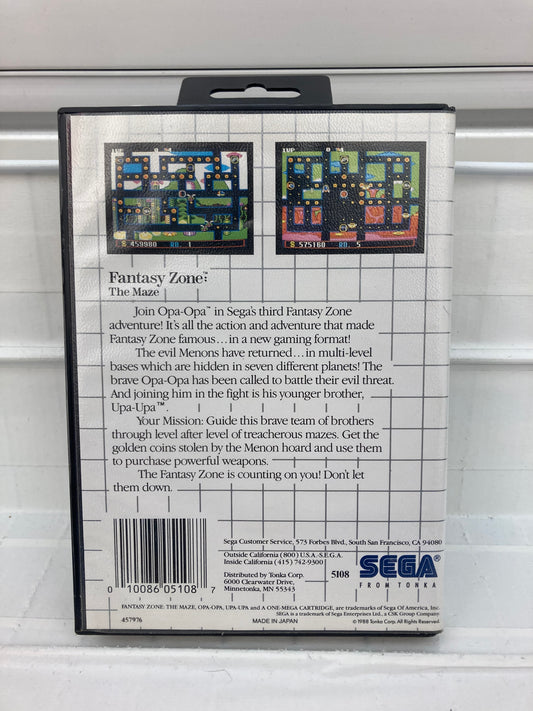 $ 459980 RD. 1
$ 575160 RD. 5
Fantasy Zone™:
The Maze
Join Opa-Opa™ in Sega's third Fantasy Zone
adventure! It's all the action and adventure that made
Fantasy Zone famous...in a new gaming format!
The evil Menons have returned...in multi-level
bases which are hidden in seven different planets! The
brave Opa-Opa has been called to battle their evil threat.
And joining him in the fight is his younger brother,
Upa-Upa™.
Your Mission: Guide this brave team of brothers
through level after level of treacherous mazes. Get the
golden coins stolen by the Menon hoard and use them
to purchase powerful weapons.
The Fantasy Zone is counting on you! Don't let
them down.
Sega Customer Service, 573 Forbes Blvd., South San Francisco, CA 94080
Outside California (800) U.S.A.-S.E.G.A.
Inside California (415) 742-9300
Distributed by Tonka Corp.
6000 Clearwater Drive,
Minnetonka, MN 55343
5108
SEGA
FROM TONKA
0 10086 05108 7
FANTASY ZONE: THE MAZE, OPA-OPA, UPA-UPA and A ONE-MEGA CARTRIDGE, are trademarks of Sega Of America, Inc.
SEGA is a trademark of Sega Enterprises Ltd., a CSK Group Company.
457976
MADE IN JAPAN
© 1988 Tonka Corp. All Rights Reserved.